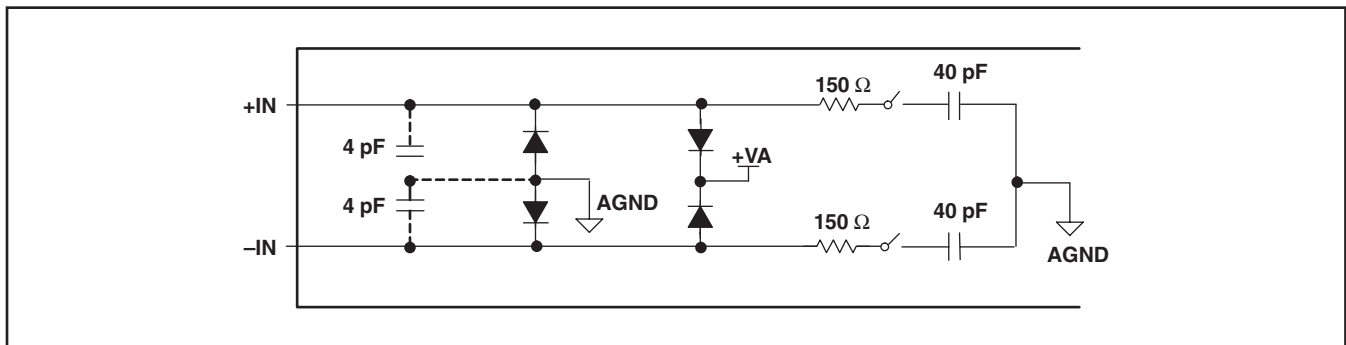 40 pF
150 Ω
+IN
4 pF
+VA
4 pF
AGND
150 Ω
40 pF
–IN
AGND